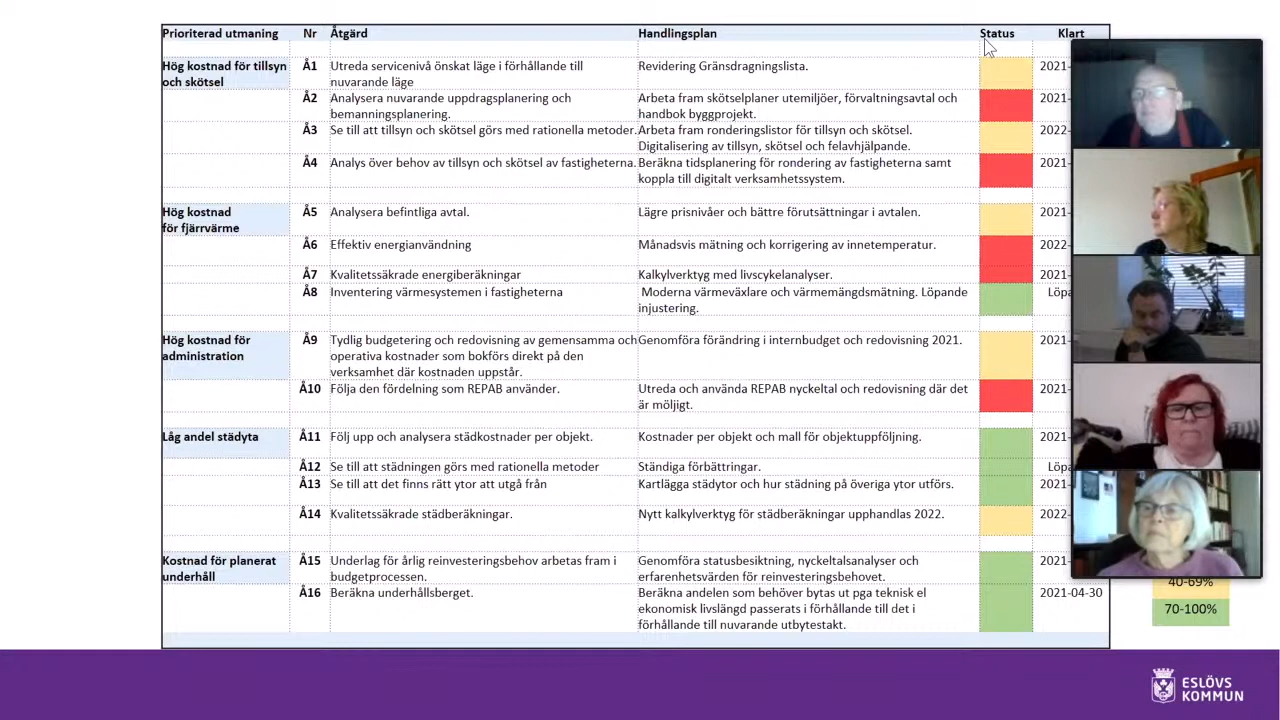 Prioriterad utmaning Nr Åtgärd Handlingsplan Status Klart
Hög kostnad för tillsyn Å1 Utreda servicenivå önskat läge i förhållande till Revidering Gränsdragningslista. 2021-
och skötsel nuvarande läge
Å2 Analysera nuvarande uppdragsplanering och Arbeta fram skötselplaner utemiljöer, förvaltningsavtal och 2021-
bemanningsplanering. handbok byggprojekt.
Å3 Se till att tillsyn och skötsel görs med rationella metoder. Arbeta fram ronderingslistor för tillsyn och skötsel. 2022-
Digitalisering av tillsyn, skötsel och felavhjälpande.
Å4 Analys över behov av tillsyn och skötsel av fastigheterna. Beräkna tidsplanering för rondering av fastigheterna samt 2021-
koppla till digitalt verksamhetssystem.
Hög kostnad Å5 Analysera befintliga avtal. Lägre prisnivåer och bättre förutsättningar i avtalen. 2021-
för fjärrvärme
Å6 Effektiv energianvändning Månadsvis mätning och korrigering av innetemperatur. 2022-
Å7 Kvalitetssäkrade energiberäkningar Kalkylverktyg med livscykelanalyser. 2021-
Å8 Inventering värmesystemen i fastigheterna Moderna värmeväxlare och värmemängdsmätning. Löpande Löpa
injustering.
Hög kostnad för Å9 Tydlig budgetering och redovisning av gemensamma och Genomföra förändring i internbudget och redovisning 2021. 2021-
administration operativa kostnader som bokförs direkt på den
verksamhet där kostnaden uppstår.
Å10 Följa den fördelning som REPAB använder. Utreda och använda REPAB nyckeltal och redovisning där det 2021-
är möljigt.
Låg andel städyta Å11 Följ upp och analysera städkostnader per objekt. Kostnader per objekt och mall för objektuppföljning. 2021-
Å12 Se till att städningen görs med rationella metoder Ständiga förbättringar. Löpa
Å13 Se till att det finns rätt ytor att utgå från Kartlägga städytor och hur städning på överiga ytor utförs. 2021-
Å14 Kvalitetssäkrade städberäkningar. Nytt kalkylverktyg för städberäkningar upphandlas 2022. 2022-
Kostnad för planerat Å15 Underlag för årlig reinvesteringsbehov arbetas fram i Genomföra statusbesiktning, nyckeltalsanalyser och 2021-
underhåll budgetprocessen. erfarenhetsvärden för reinvesteringsbehovet.
40-69%
Å16 Beräkna underhållsberget. Beräkna andelen som behöver bytas ut pga teknisk el 2021-04-30
ekonomisk livslängd passerats i förhållande till det i
70-100%
förhållande till nuvarande utbytestakt.
ESLÖVS
KOMMUN